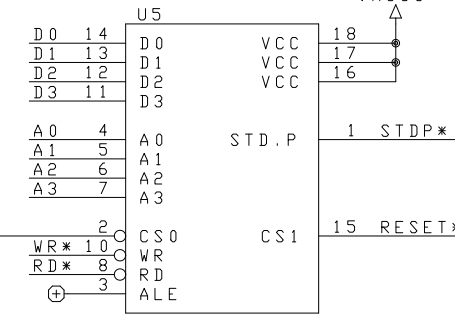 U5
D0 14 D0 VCC 18
D1 13 D1 VCC 17
D2 12 D2 VCC 16
D3 11 D3
A0 4 A0 STD.P 1 STDP*
A1 5 A1
A2 6 A2
A3 7 A3
2 CS0 CS1 15 RESET*
WR* 10 WR
RD* 8 RD
3 ALE